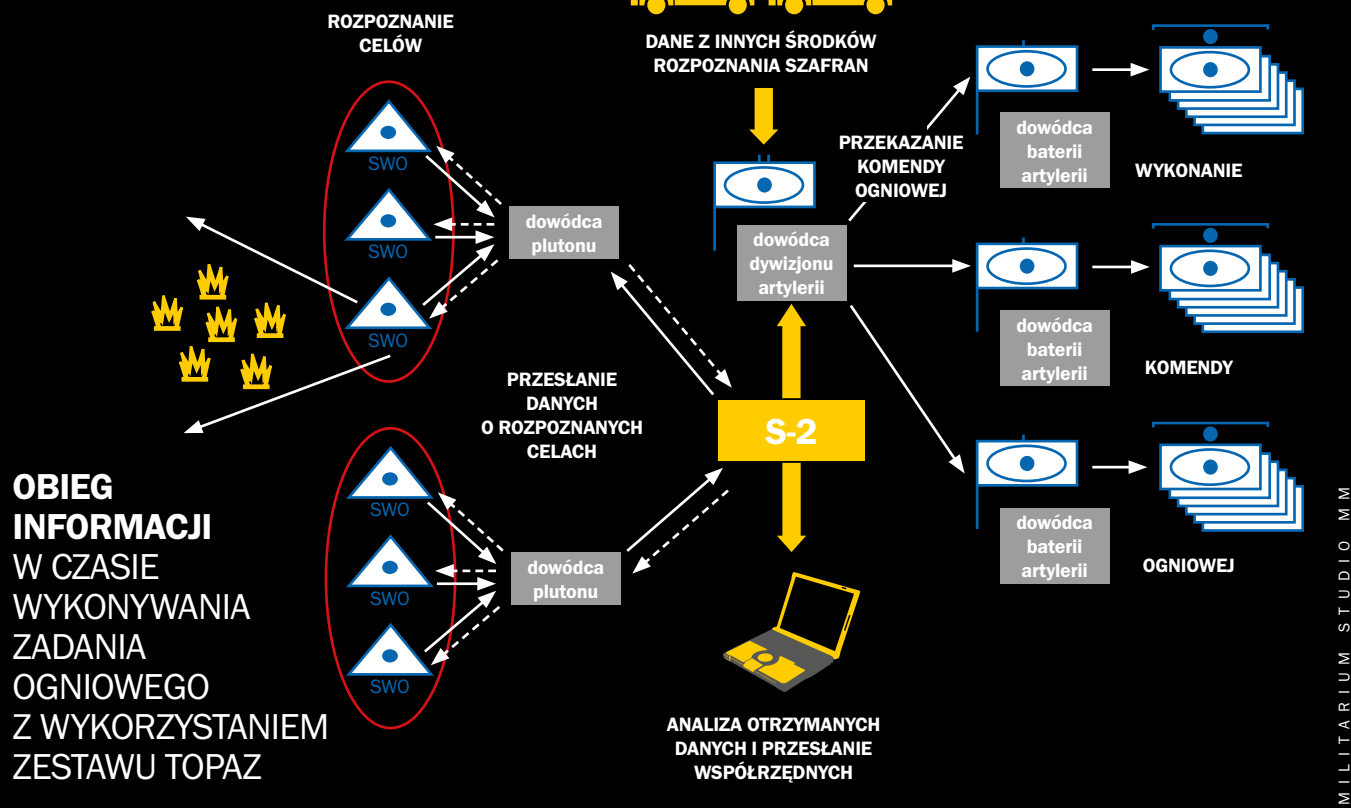 ROZPOZNANIE
CELÓW
SWO
SWO
SWO
dowódca
plutonu
DANE Z INNYCH ŚRODKÓW
ROZPOZNANIA SZAFRAN
dowódca
dywizjonu
artylerii
PRZEKAZANIE
KOMENDY
OGNIOWEJ
dowódca
baterii
artylerii
WYKONANIE
dowódca
baterii
artylerii
KOMENDY
dowódca
baterii
artylerii
OGNIOWEJ
PRZESŁANIE
DANYCH
O ROZPOZNANYCH
CELACH
S-2
SWO
SWO
SWO
dowódca
plutonu
ANALIZA OTRZYMANYCH
DANYCH I PRZESŁANIE
WSPÓŁRZĘDNYCH
OBIEG
INFORMACJI
W CZASIE
WYKONYWANIA
ZADANIA
OGNIOWEGO
Z WYKORZYSTANIEM
ZESTAWU TOPAZ
MILITARIUM STUDIO MM